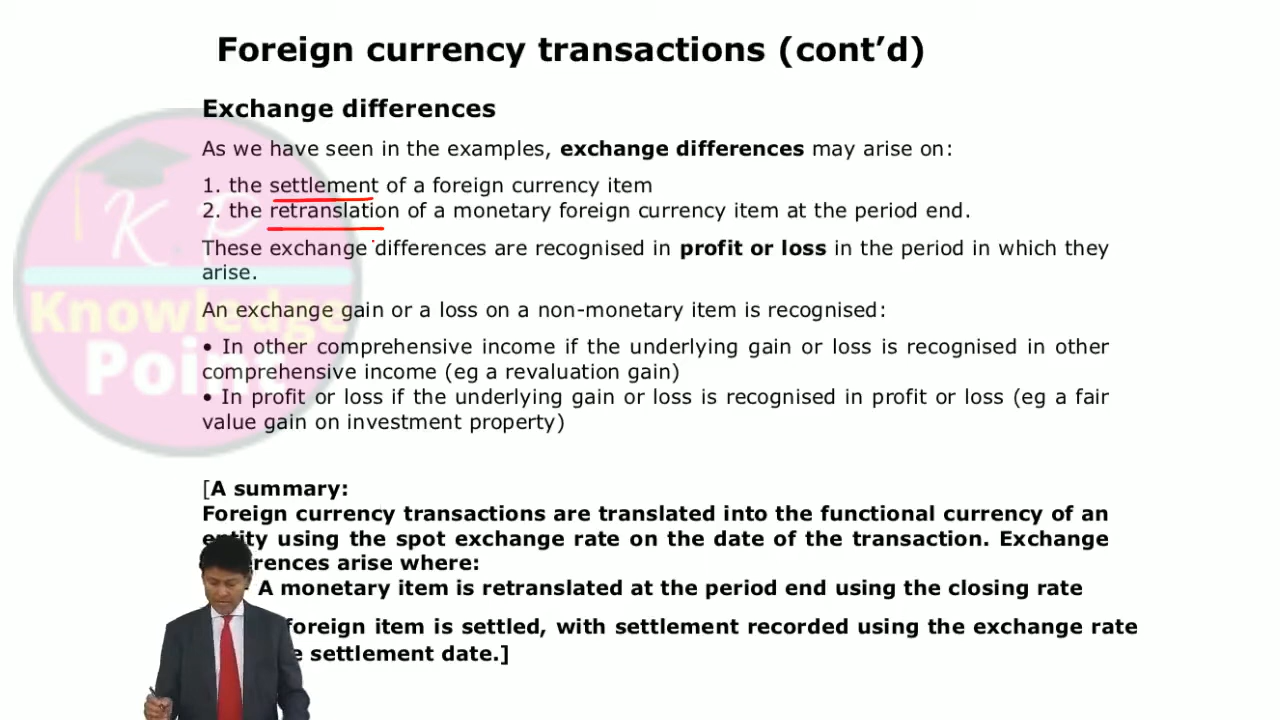 Foreign currency transactions (cont’d)
Exchange differences
As we have seen in the examples, exchange differences may arise on:
1. the settlement of a foreign currency item
2. the retranslation of a monetary foreign currency item at the period end.
These exchange differences are recognised in profit or loss in the period in which they
arise.
An exchange gain or a loss on a non-monetary item is recognised:
• In other comprehensive income if the underlying gain or loss is recognised in other
comprehensive income (eg a revaluation gain)
• In profit or loss if the underlying gain or loss is recognised in profit or loss (eg a fair
value gain on investment property)
K P
Knowledge
Point
[A summary:
Foreign currency transactions are translated into the functional currency of an
entity using the spot exchange rate on the date of the transaction. Exchange
erences arise where:
A monetary item is retranslated at the period end using the closing rate
foreign item is settled, with settlement recorded using the exchange rate
settlement date.]